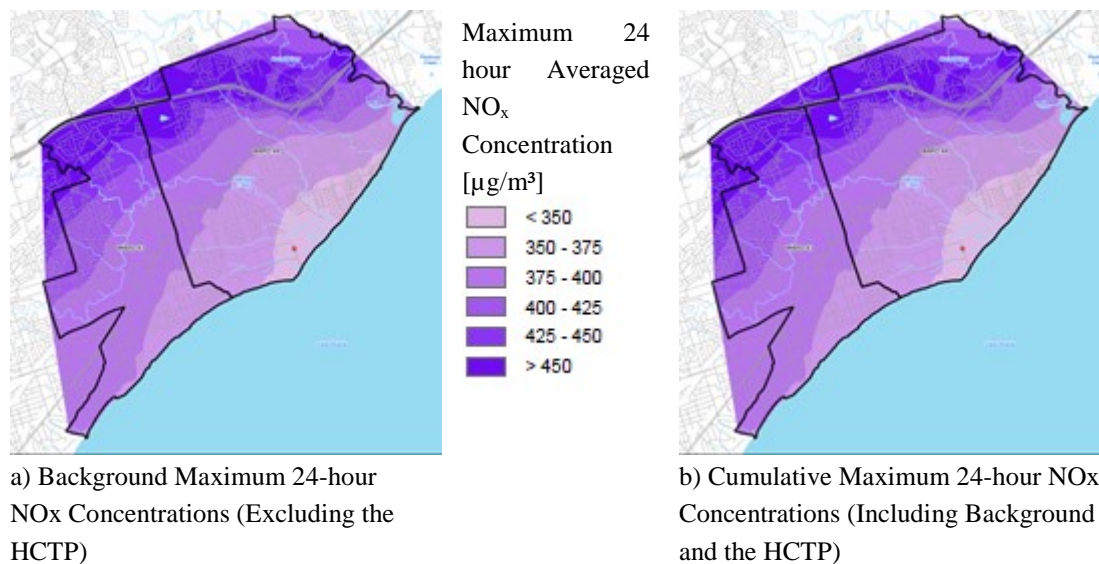 Maximum 24
hour Averaged
NOₓ
Concentration
[µg/m³]
< 350
350 - 375
375 - 400
400 - 425
425 - 450
> 450
a) Background Maximum 24-hour
NOx Concentrations (Excluding the
HCTP)
b) Cumulative Maximum 24-hour NOx
Concentrations (Including Background
and the HCTP)